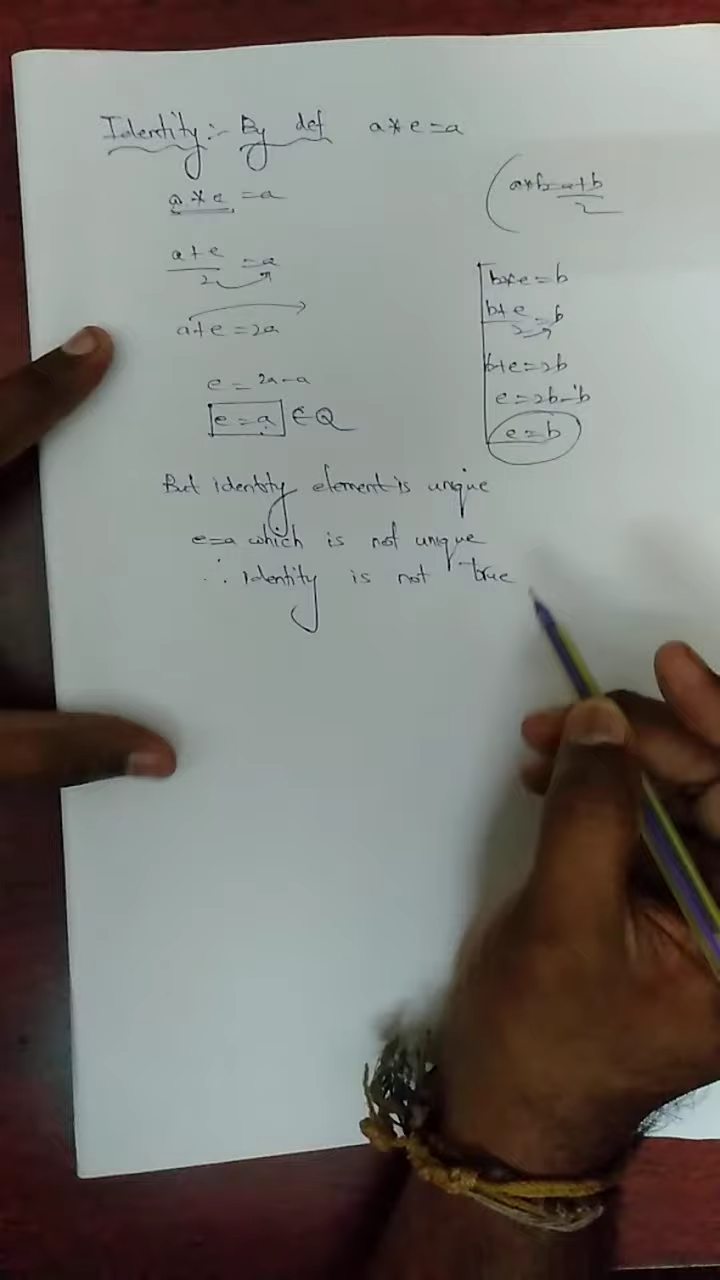 Identity:- By def a*e=a
a*e=a
(a*b=a+b/2
a+e/2=a
a+e=2a
e=2a-a
e=a ∈Q
b*e=b
b+e/2=b
b+e=2b
e=2b-b
e=b
But identity element is unique
e=a which is not unique
∴ identity is not true